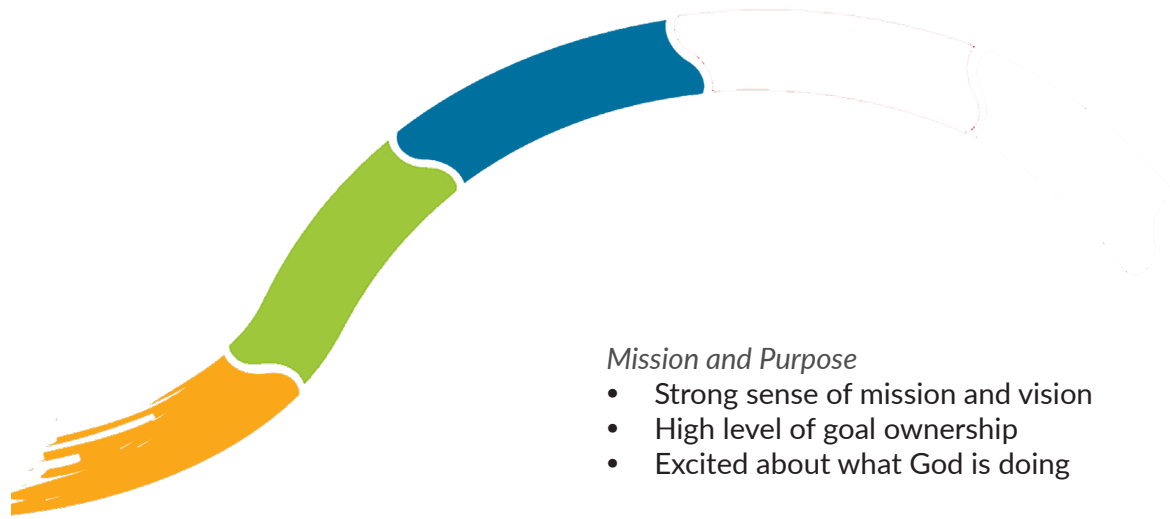 Mission and Purpose
• Strong sense of mission and vision
• High level of goal ownership
• Excited about what God is doing